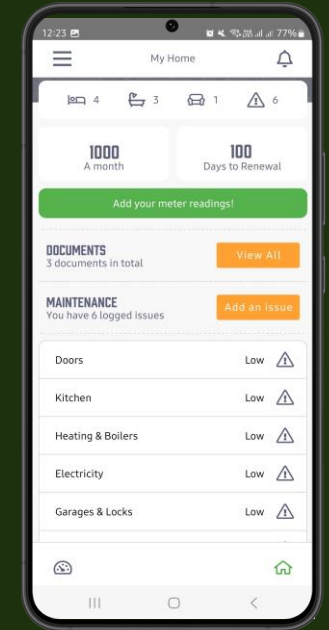 12:23 77%
My Home
4 3 1 6
1000 100
A month Days to Renewal
Add your meter readings!
DOCUMENTS
3 documents in total
View All
MAINTENANCE
You have 6 logged issues
Add an issue
Doors Low
Kitchen Low
Heating & Boilers Low
Electricity Low
Garages & Locks Low